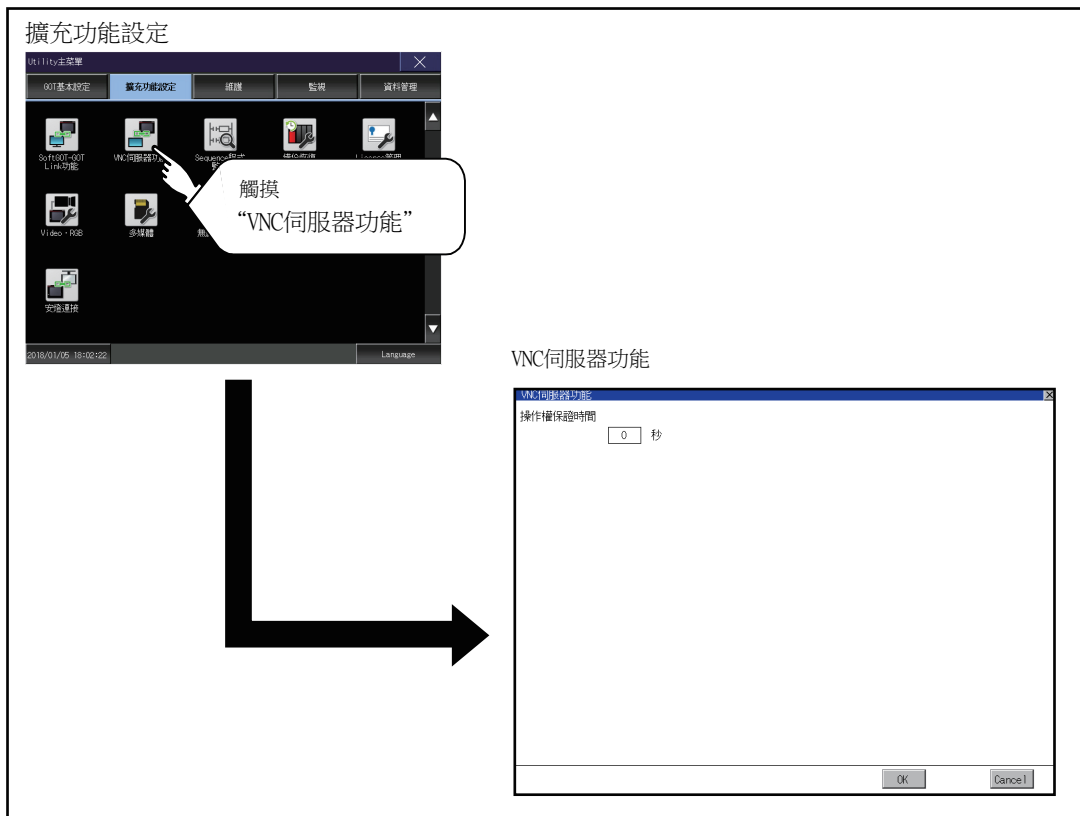 擴充功能設定
Utility主菜單
GOT基本設定 擴充功能設定 維護 監視 資料管理
SoftGOT-GOT
Link功能
VNC伺服器功
Sequence程式
Video・RGB
多媒體
觸摸
“VNC伺服器功能”
安燈連接
2018/01/05 18:02:22
Language
VNC伺服器功能
VNC伺服器功能
操作權保證時間
0 秒
OK Cancel